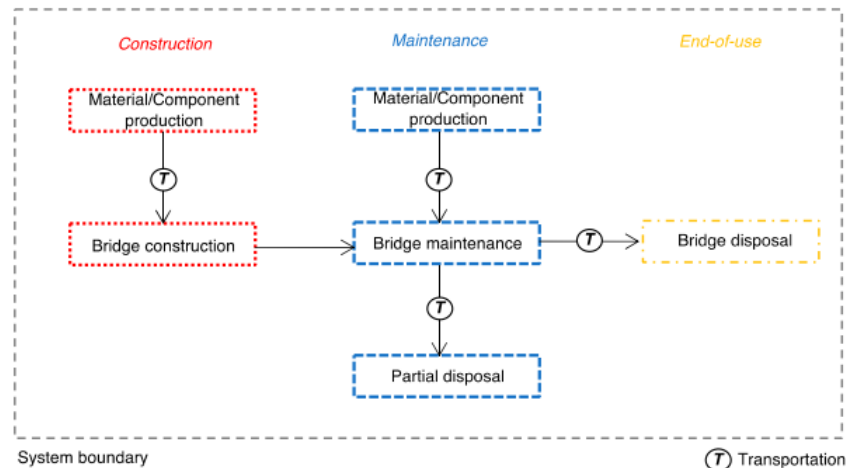 Construction
Maintenance
End-of-use
Material/Component
production
Material/Component
production
T
T
Bridge construction
Bridge maintenance
T
Bridge disposal
T
Partial disposal
System boundary
T Transportation